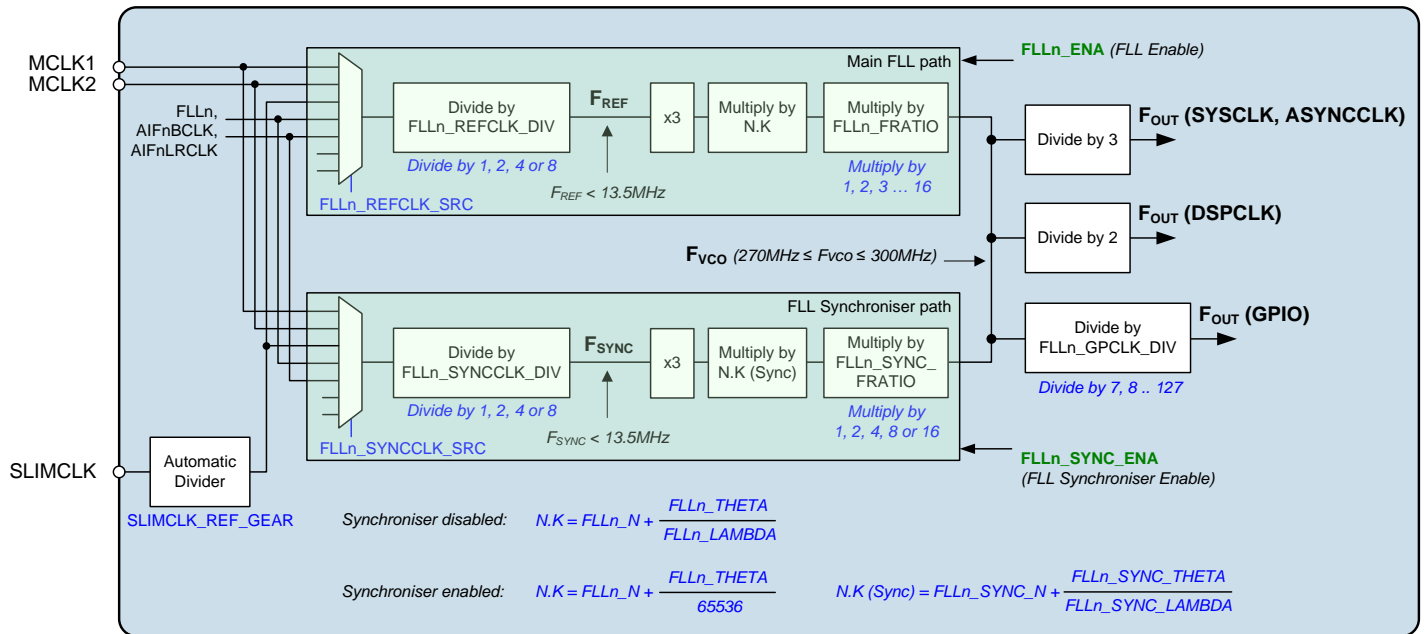 MCLK1
MCLK2
FLLn,
AIFnBCLK,
AIFnLRCLK
Main FLL path
Divide by
FLLn_REFCLK_DIV
Divide by 1, 2, 4 or 8
FREF
FREF < 13.5MHz
x3
Multiply by
N.K
Multiply by
FLLn_FRATIO
Multiply by
1, 2, 3 … 16
FLLn_REFCLK_SRC
FLLn_ENA (FLL Enable)
Divide by 3
FOUT (SYSCLK, ASYNCCLK)
Divide by 2
FOUT (DSPCLK)
FVCO (270MHz ≤ Fvco ≤ 300MHz)
FLL Synchroniser path
Divide by
FLLn_SYNCCLK_DIV
Divide by 1, 2, 4 or 8
FSYNC
FSYNC < 13.5MHz
x3
Multiply by
N.K (Sync)
Multiply by
FLLn_SYNC_
FRATIO
Multiply by
1, 2, 4, 8 or 16
FLLn_SYNCCLK_SRC
Divide by
FLLn_GPCLK_DIV
Divide by 7, 8 .. 127
FOUT (GPIO)
FLLn_SYNC_ENA
(FLL Synchroniser Enable)
SLIMCLK
Automatic
Divider
SLIMCLK_REF_GEAR
Synchroniser disabled: N.K = FLLn_N + FLLn_THETA
FLLn_LAMBDA
Synchroniser enabled: N.K = FLLn_N + FLLn_THETA
65536
N.K (Sync) = FLLn_SYNC_N + FLLn_SYNC_THETA
FLLn_SYNC_LAMBDA